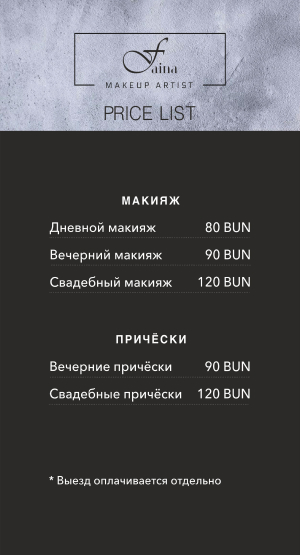 Faina
MAKEUP ARTIST
PRICE LIST
МАКИЯЖ
Дневной макияж 80 BUN
Вечерний макияж 90 BUN
Свадебный макияж 120 BUN
ПРИЧЁСКИ
Вечерние причёски 90 BUN
Свадебные причёски 120 BUN
* Выезд оплачивается отдельно